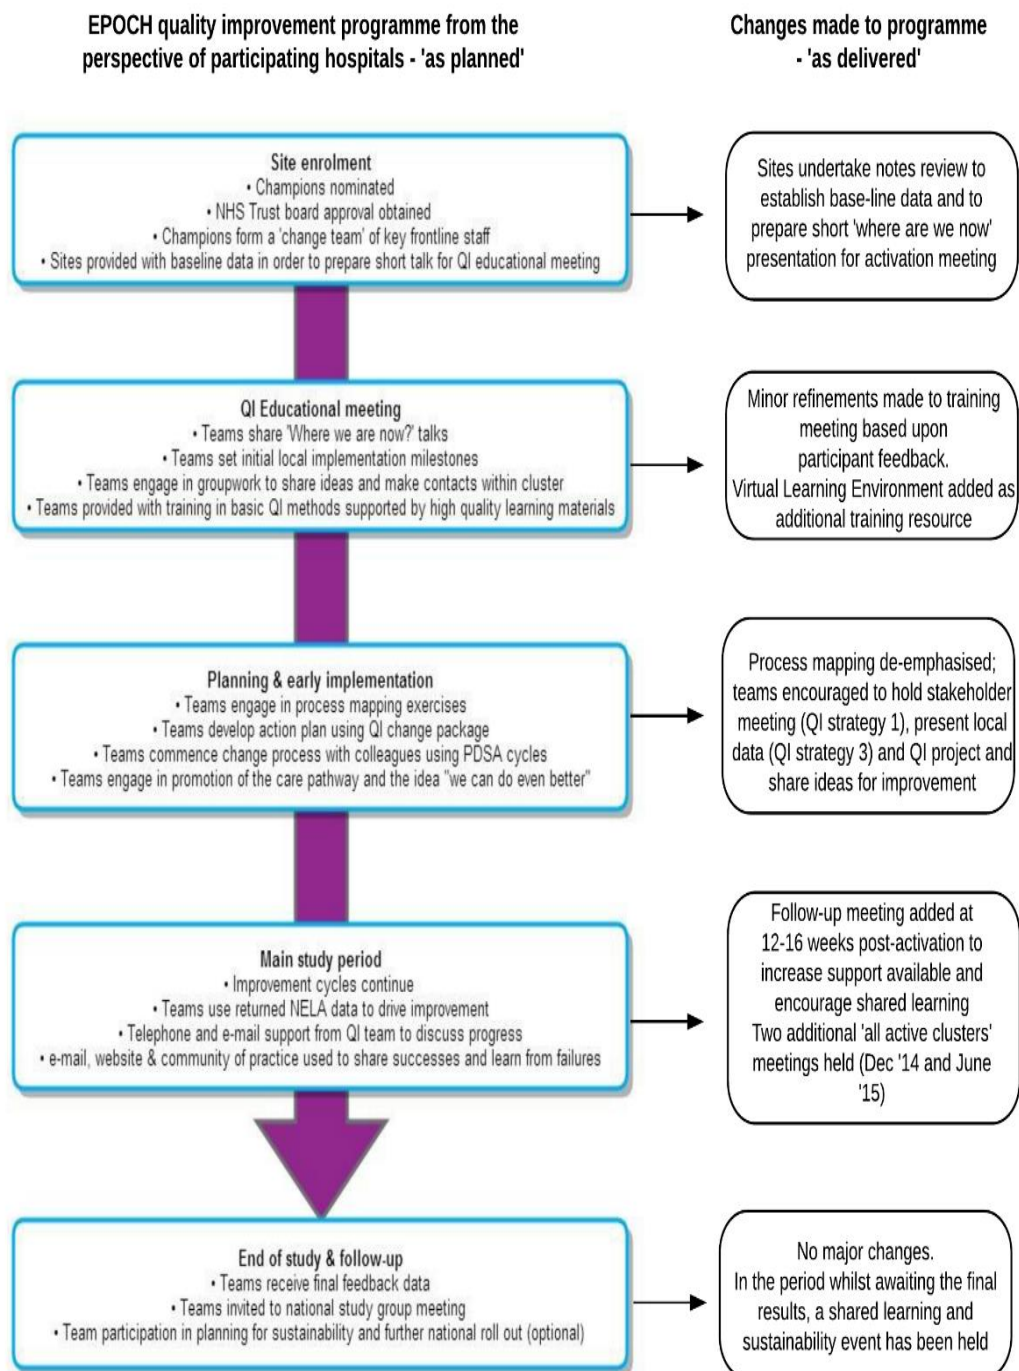 EPOCH quality improvement programme from the
perspective of participating hospitals - 'as planned'
Changes made to programme
- 'as delivered'
Site enrolment
• Champions nominated
• NHS Trust board approval obtained
• Champions form a 'change team' of key frontline staff
• Sites provided with baseline data in order to prepare short talk for QI educational meeting
Sites undertake notes review to
establish base-line data and to
prepare short 'where are we now'
presentation for activation meeting
QI Educational meeting
• Teams share 'Where we are now?' talks
• Teams set initial local implementation milestones
• Teams engage in groupwork to share ideas and make contacts within cluster
• Teams provided with training in basic QI methods supported by high quality learning materials
Minor refinements made to training
meeting based upon
participant feedback.
Virtual Learning Environment added as
additional training resource
Planning & early implementation
• Teams engage in process mapping exercises
• Teams develop action plan using QI change package
• Teams commence change process with colleagues using PDSA cycles
• Teams engage in promotion of the care pathway and the idea "we can do even better"
Process mapping de-emphasised;
teams encouraged to hold stakeholder
meeting (QI strategy 1), present local
data (QI strategy 3) and QI project and
share ideas for improvement
Main study period
• Improvement cycles continue
• Teams use returned NELA data to drive improvement
• Telephone and e-mail support from QI team to discuss progress
• e-mail, website & community of practice used to share successes and learn from failures
Follow-up meeting added at
12-16 weeks post-activation to
increase support available and
encourage shared learning
Two additional 'all active clusters'
meetings held (Dec '14 and June
'15)
End of study & follow-up
• Teams receive final feedback data
• Teams invited to national study group meeting
• Team participation in planning for sustainability and further national roll out (optional)
No major changes.
In the period whilst awaiting the final
results, a shared learning and
sustainability event has been held